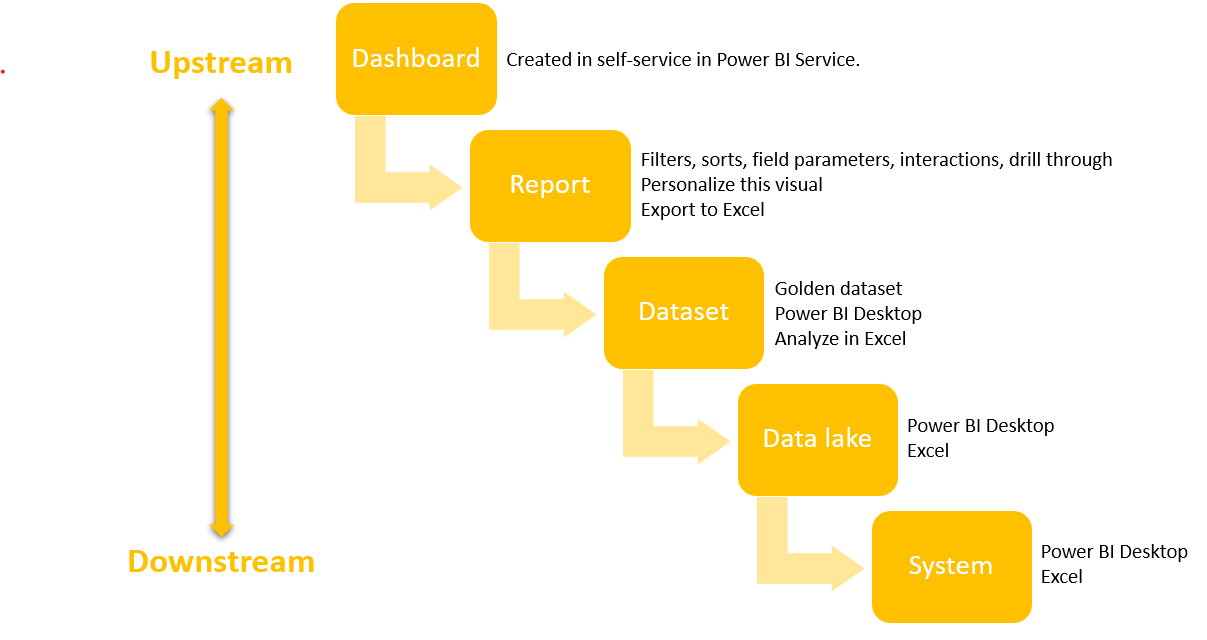 Upstream
Dashboard
Created in self-service in Power BI Service.
Report
Filters, sorts, field parameters, interactions, drill through
Personalize this visual
Export to Excel
Dataset
Golden dataset
Power BI Desktop
Analyze in Excel
Data lake
Power BI Desktop
Excel
Downstream
System
Power BI Desktop
Excel